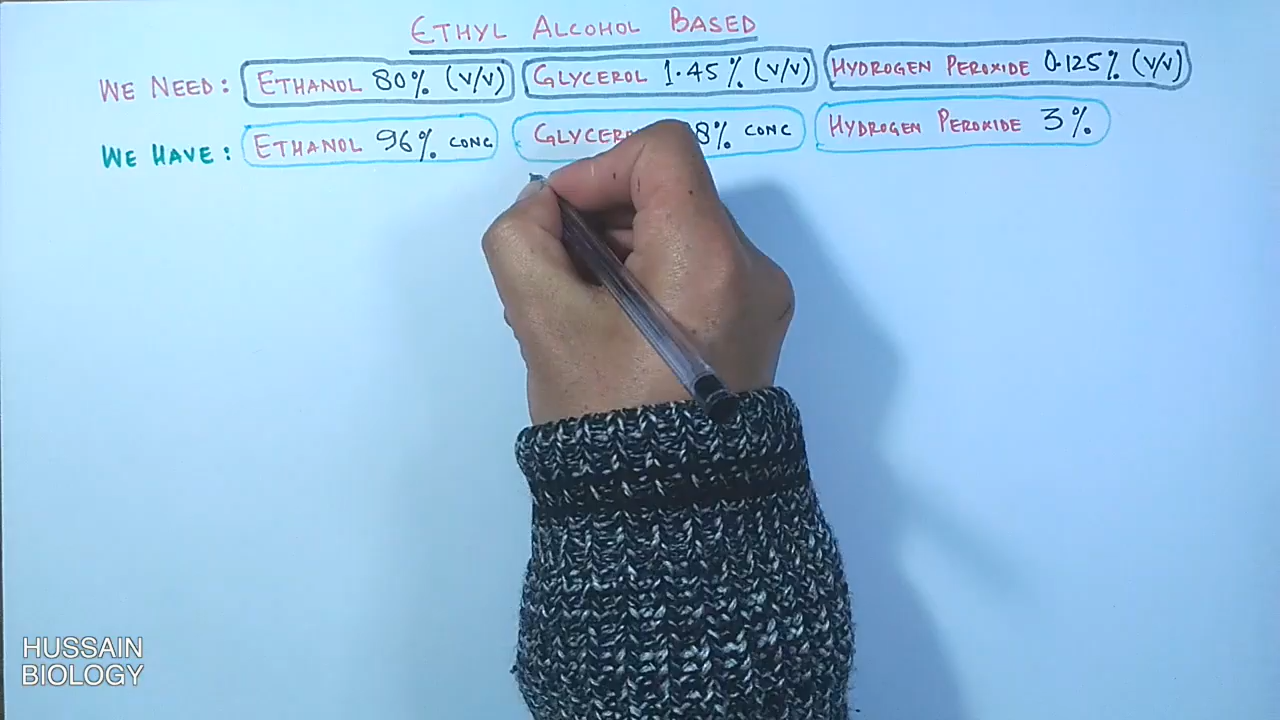 ETHYL ALCOHOL BASED
WE NEED: ETHANOL 80% (V/V) GLYCEROL 1.45% (V/V) HYDROGEN PEROXIDE 0.125% (V/V)
WE HAVE: ETHANOL 96% CONC 8% CONC HYDROGEN PEROXIDE 3%
HUSSAIN
BIOLOGY